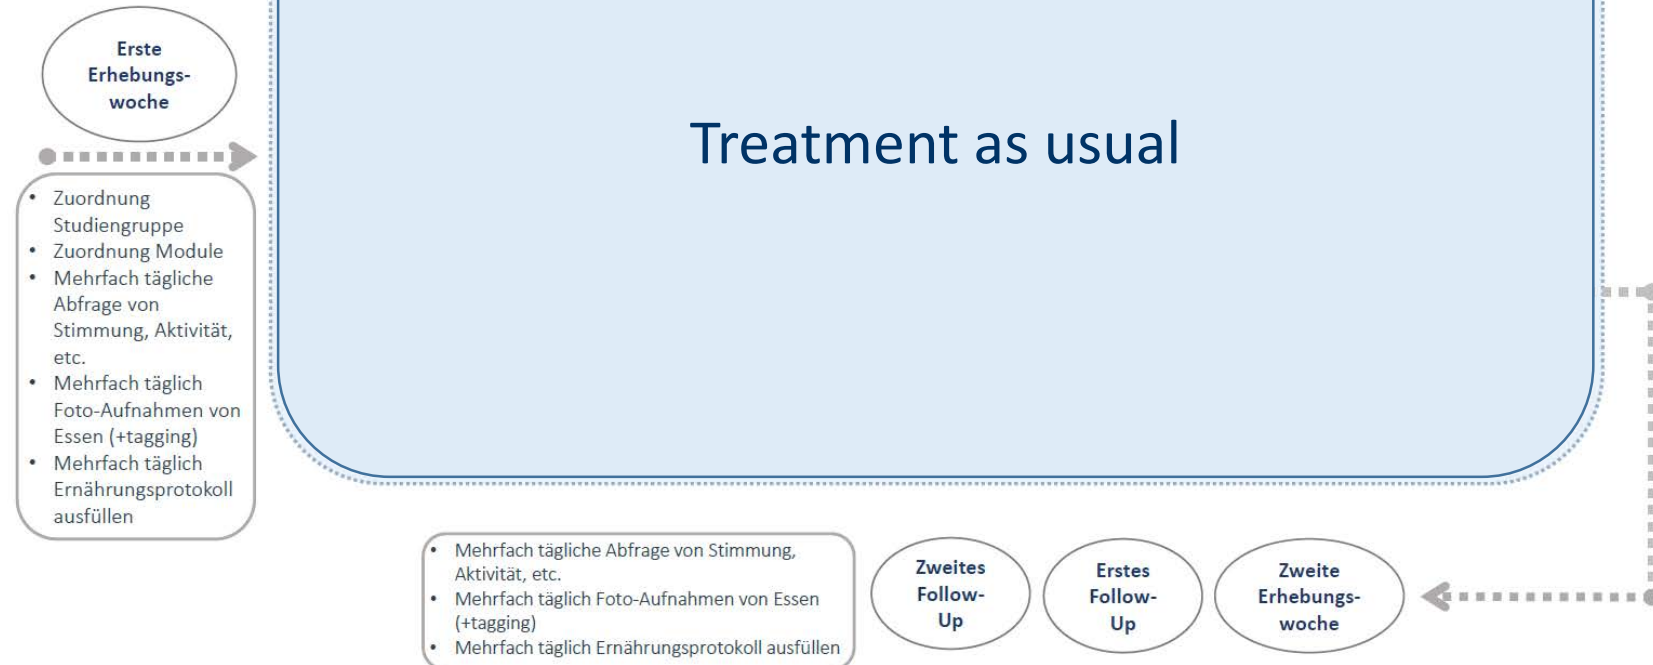 Erste
Erhebungs-
woche
Treatment as usual
• Zuordnung
Studiengruppe
• Zuordnung Module
• Mehrfach tägliche
Abfrage von
Stimmung, Aktivität,
etc.
• Mehrfach täglich
Foto-Aufnahmen von
Essen (+tagging)
• Mehrfach täglich
Ernährungsprotokoll
ausfüllen
• Mehrfach tägliche Abfrage von Stimmung,
Aktivität, etc.
• Mehrfach täglich Foto-Aufnahmen von Essen
(+tagging)
• Mehrfach täglich Ernährungsprotokoll ausfüllen
Zweites
Follow-
Up
Erstes
Follow-
Up
Zweite
Erhebungs-
woche